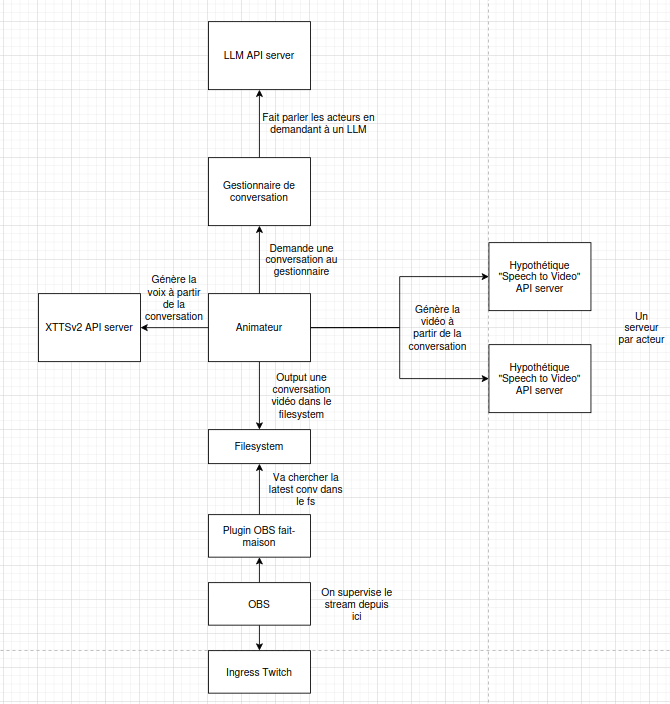 LLM API server
Fait parler les acteurs en
demandant à un LLM
Gestionnaire de
conversation
Demande une
conversation au
gestionnaire
Génère la
voix à partir
de la
conversation
XTTSv2 API server
Animateur
Génère la
vidéo à
partir de la
conversation
Hypothétique
"Speech to Video"
API server
Hypothétique
"Speech to Video"
API server
Un
serveur
par acteur
Output une
conversation
vidéo dans le
filesystem
Filesystem
Va chercher la
latest conv dans
le fs
Plugin OBS fait-
maison
OBS
On supervise le
stream depuis
ici
Ingress Twitch